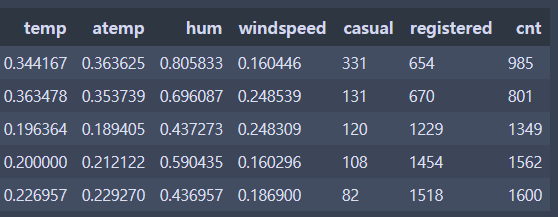 temp atemp hum windspeed casual registered cnt
0.344167 0.363625 0.805833 0.160446 331 654 985
0.363478 0.353739 0.696087 0.248539 131 670 801
0.196364 0.189405 0.437273 0.248309 120 1229 1349
0.200000 0.212122 0.590435 0.160296 108 1454 1562
0.226957 0.229270 0.436957 0.186900 82 1518 1600